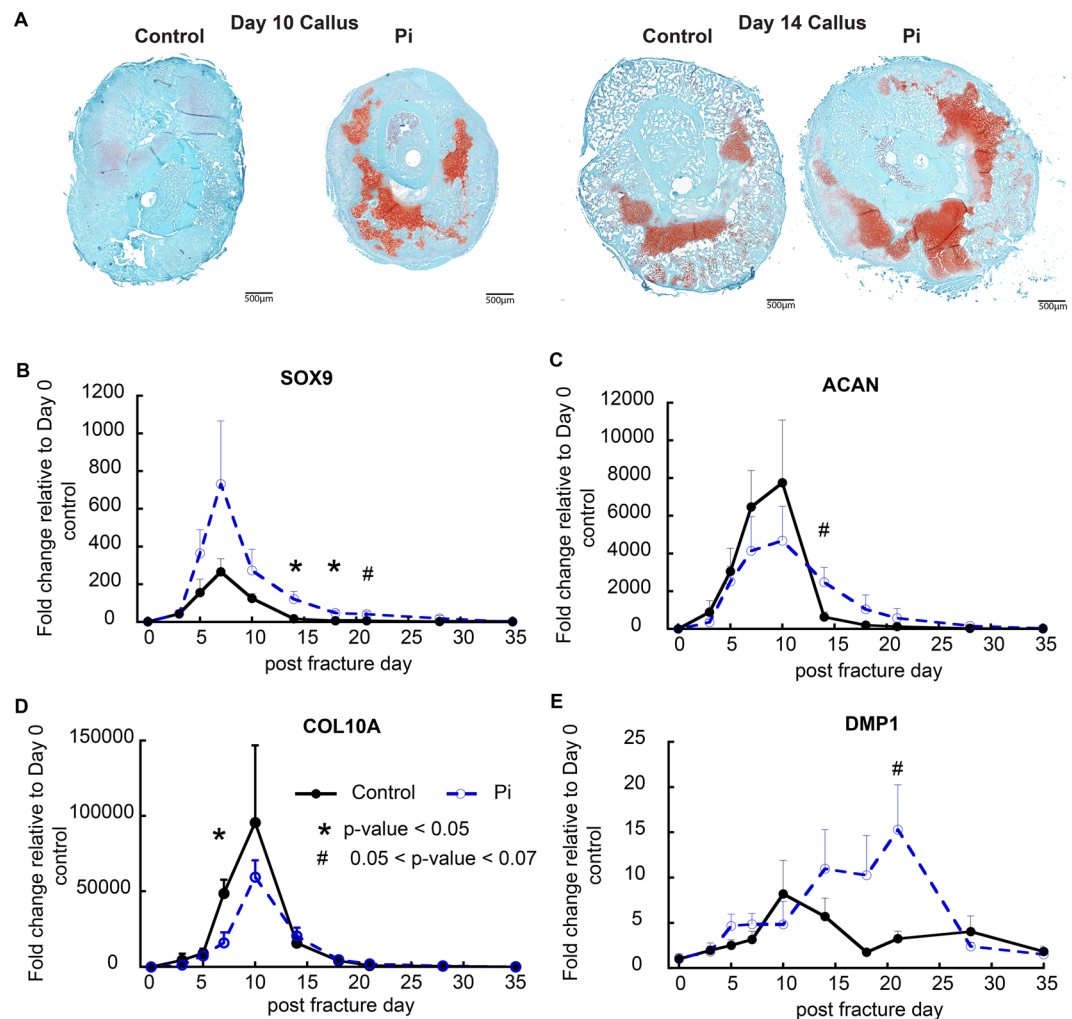 A
Day 10 Callus
Control
Pi
500μm
500μm
Day 14 Callus
Control
Pi
500μm
500μm
B
SOX9
Fold change relative to Day 0
control
1200
1000
800
600
400
200
0
* * #
0 5 10 15 20 25 30 35
post fracture day
C
ACAN
Fold change relative to Day 0
control
12000
10000
8000
6000
4000
2000
0
#
0 5 10 15 20 25 30 35
post fracture day
D
COL10A
Fold change relative to Day 0
control
150000
100000
50000
0
*
Control Pi
* p-value < 0.05
# 0.05 < p-value < 0.07
0 5 10 15 20 25 30 35
post fracture day
E
DMP1
Fold change relative to Day 0
control
25
20
15
10
5
0
#
0 5 10 15 20 25 30 35
post fracture day